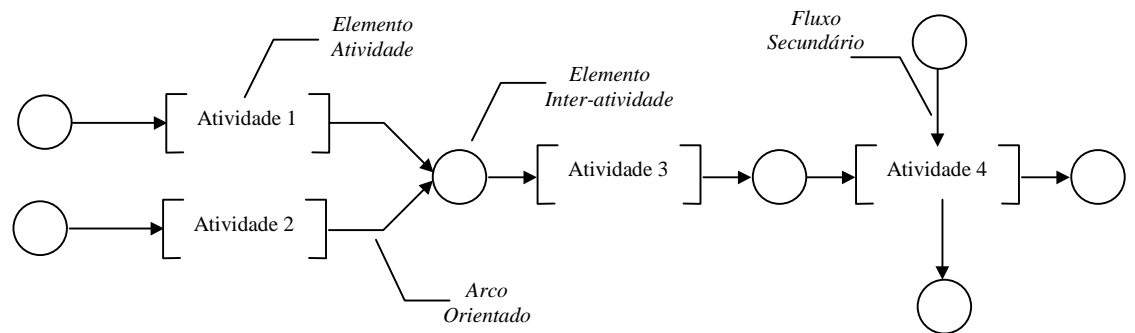 Elemento
Atividade
Fluxo
Secundário
Elemento
Inter-atividade
Atividade 1
Atividade 3
Atividade 4
Atividade 2
Arco
Orientado